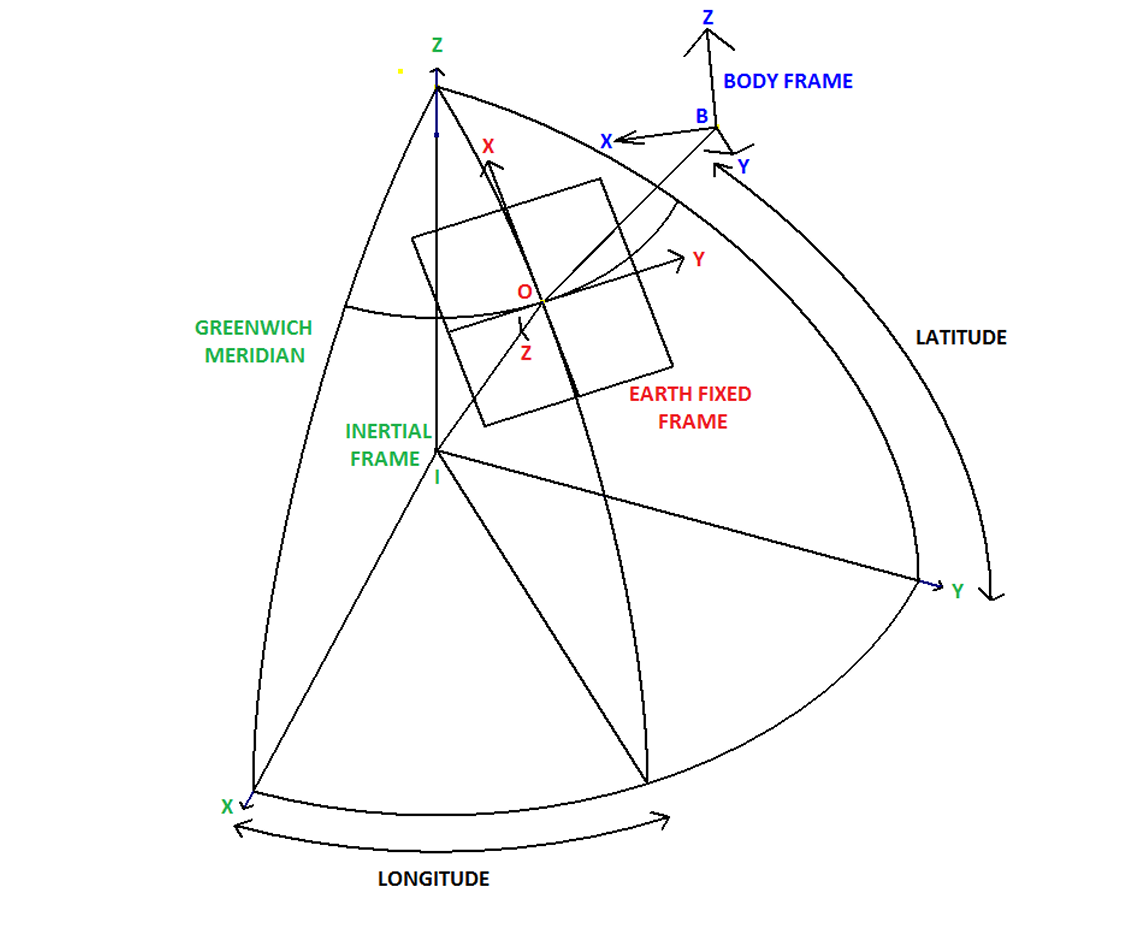 Z
Z
BODY FRAME
B
X
Y
X
Y
O
Z
GREENWICH
MERIDIAN
LATITUDE
EARTH FIXED
FRAME
INERTIAL
FRAME
I
Y
X
LONGITUDE